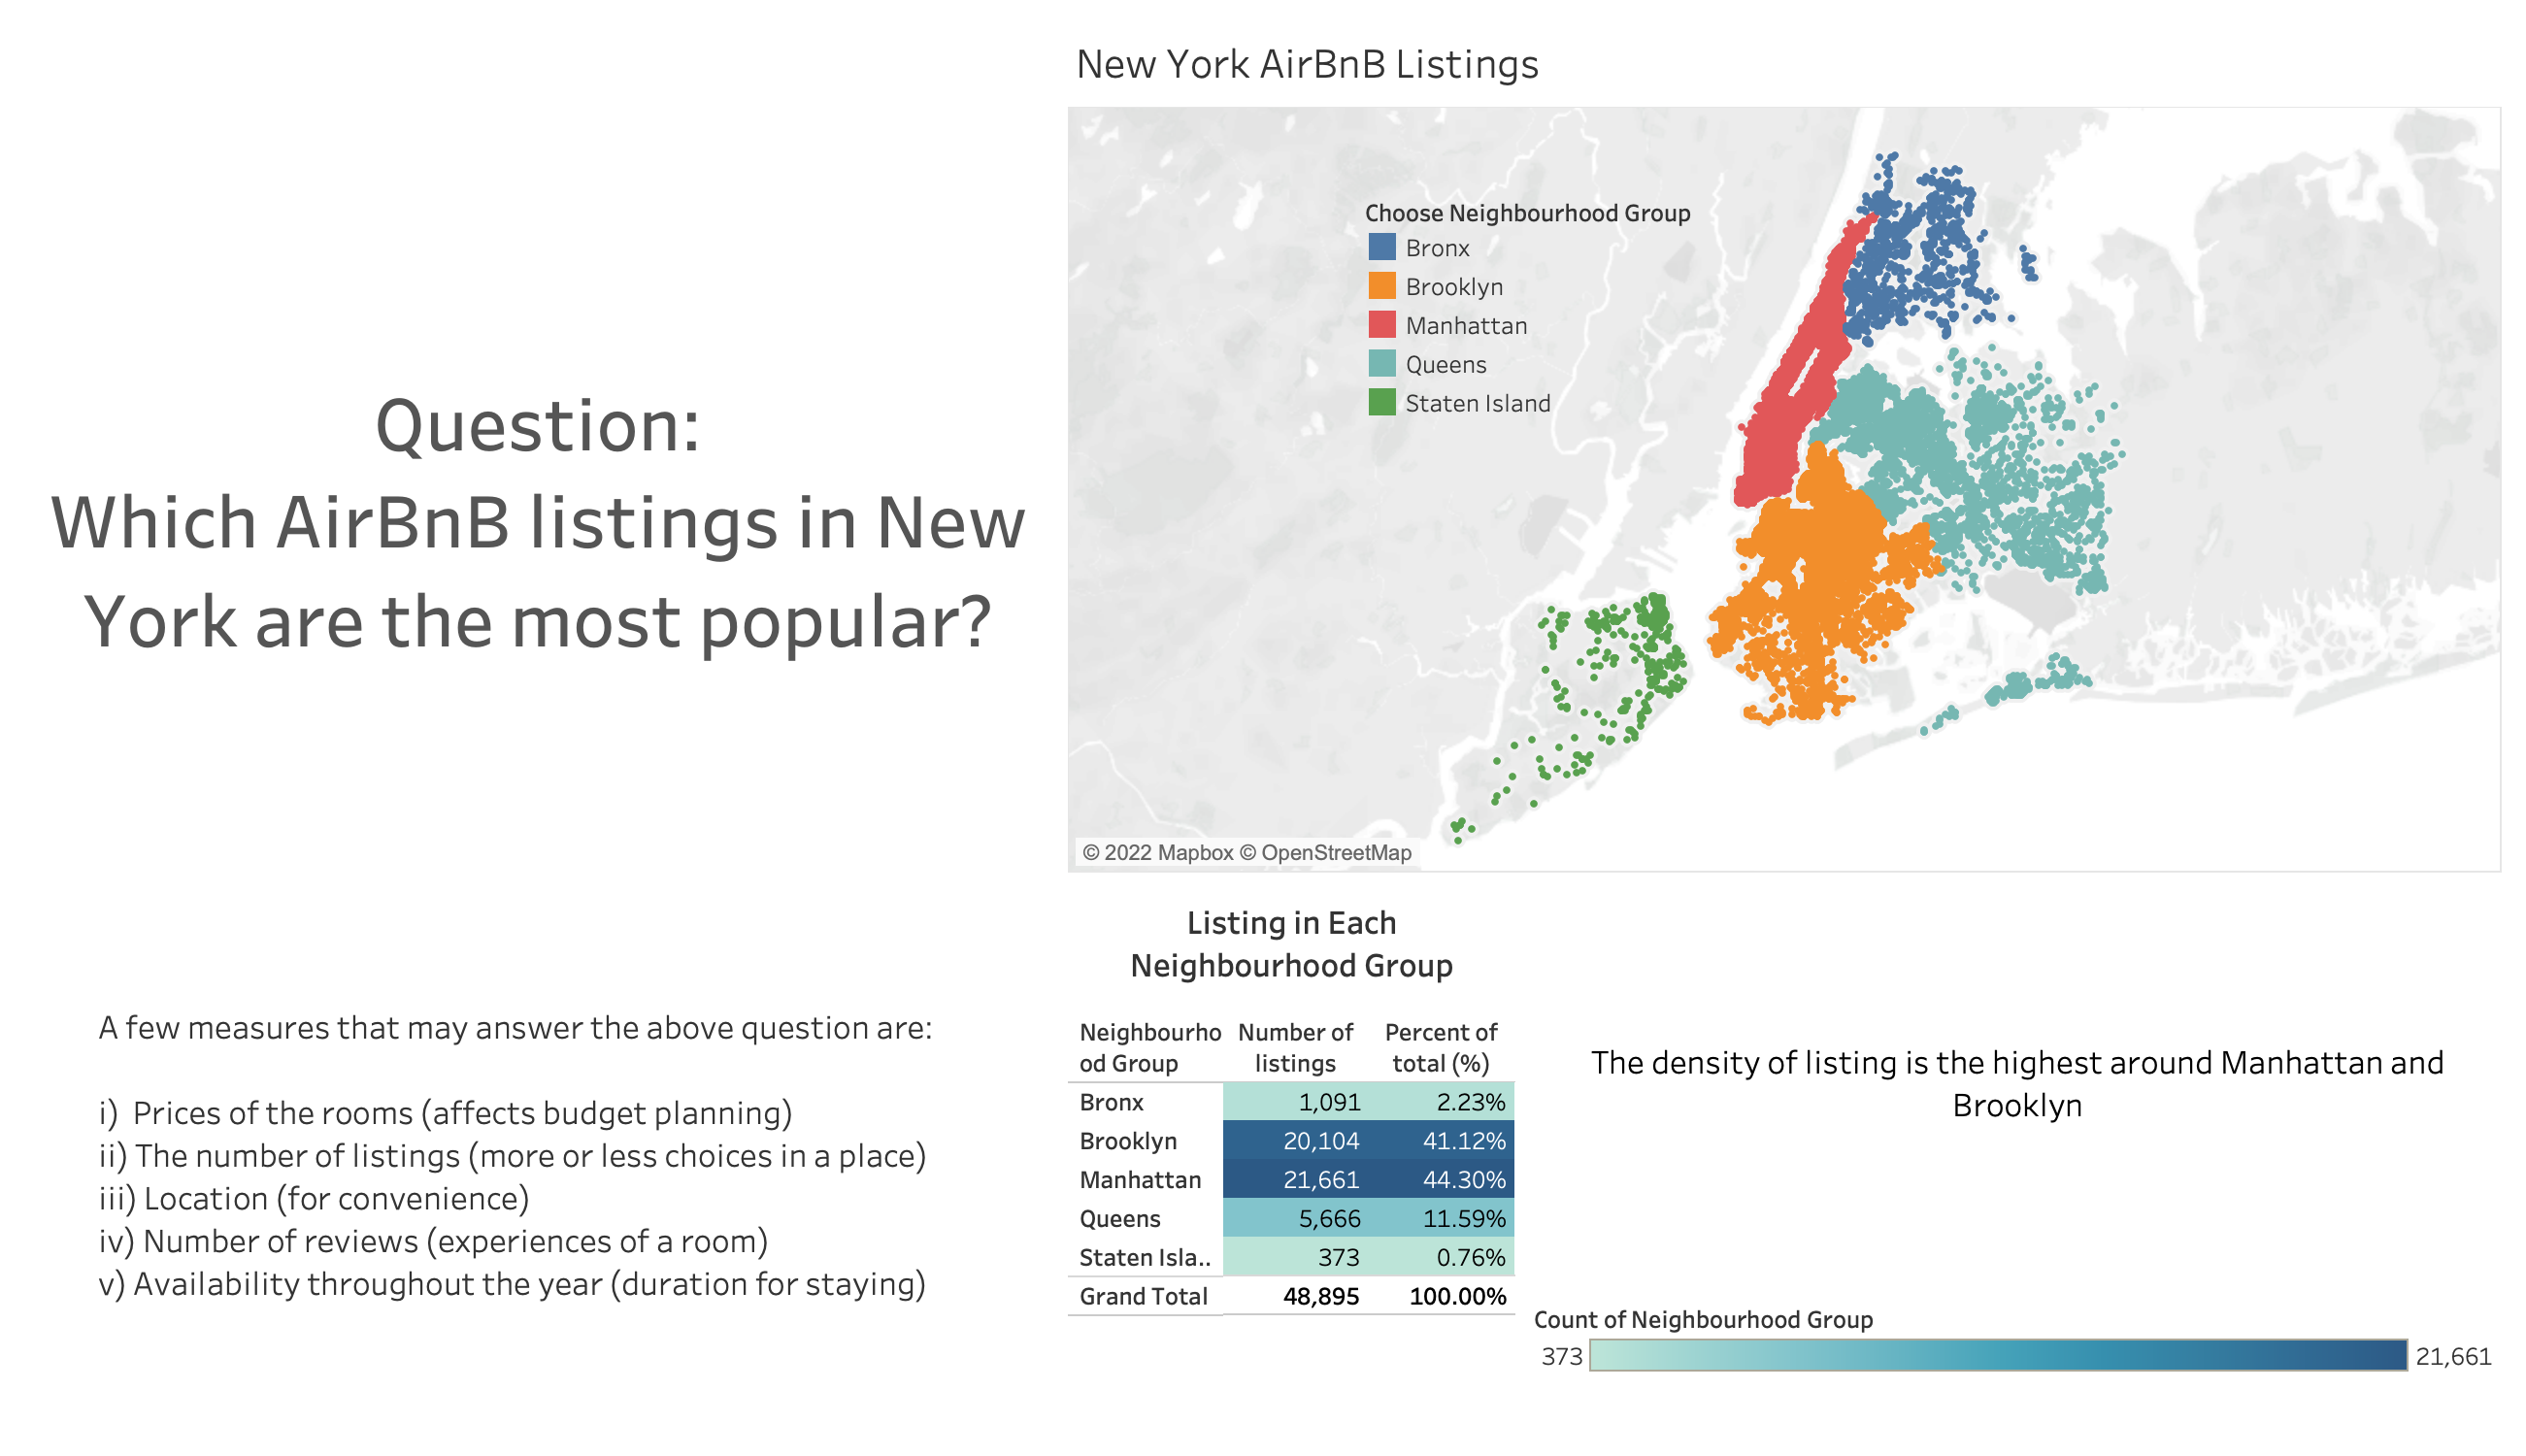 Question:
Which AirBnB listings in New
York are the most popular?
A few measures that may answer the above question are:
i)  Prices of the rooms (affects budget planning)
ii) The number of listings (more or less choices in a place)
iii) Location (for convenience)
iv) Number of reviews (experiences of a room)
v) Availability throughout the year (duration for staying)
New York AirBnB Listings
Choose Neighbourhood Group
Bronx
Brooklyn
Manhattan
Queens
Staten Island
© 2022 Mapbox © OpenStreetMap
Listing in Each
Neighbourhood Group
Neighbourho Number of Percent of
od Group listings total (%)
Bronx 1,091 2.23%
Brooklyn 20,104 41.12%
Manhattan 21,661 44.30%
Queens 5,666 11.59%
Staten Isla.. 373 0.76%
Grand Total 48,895 100.00%
The density of listing is the highest around Manhattan and
Brooklyn
Count of Neighbourhood Group
373 21,661